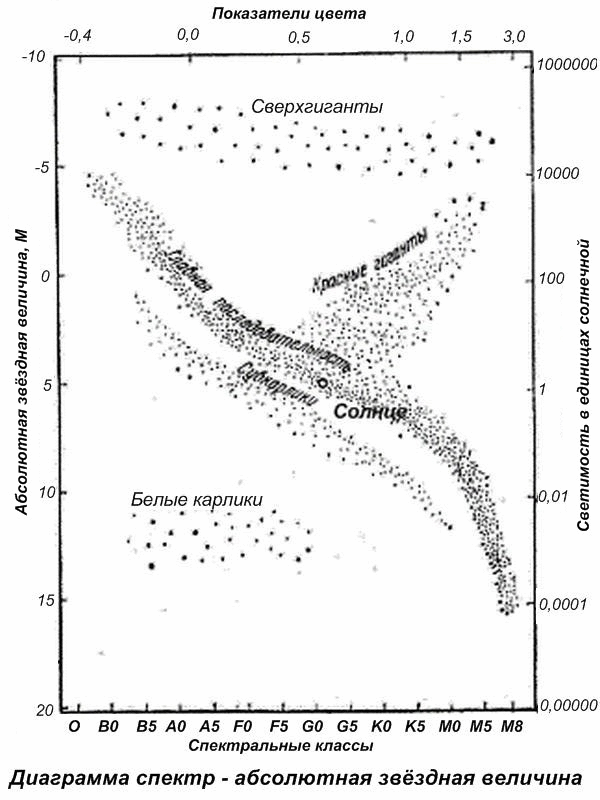 Показатели цвета
-0,4 0,0 0,5 1,0 1,5 3,0
-10
-5
0
5
10
15
20
Абсолютная звёздная величина, М
1000000
10000
100
1
0,01
0,0001
0,00000
Светимость в единицах солнечной
Сверхгиганты
Красные гиганты
Главная последовательность
Субкарлики
Солнце
Белые карлики
O B0 B5 A0 A5 F0 F5 G0 G5 K0 K5 M0 M5 M8
Спектральные классы
Диаграмма спектр - абсолютная звёздная величина